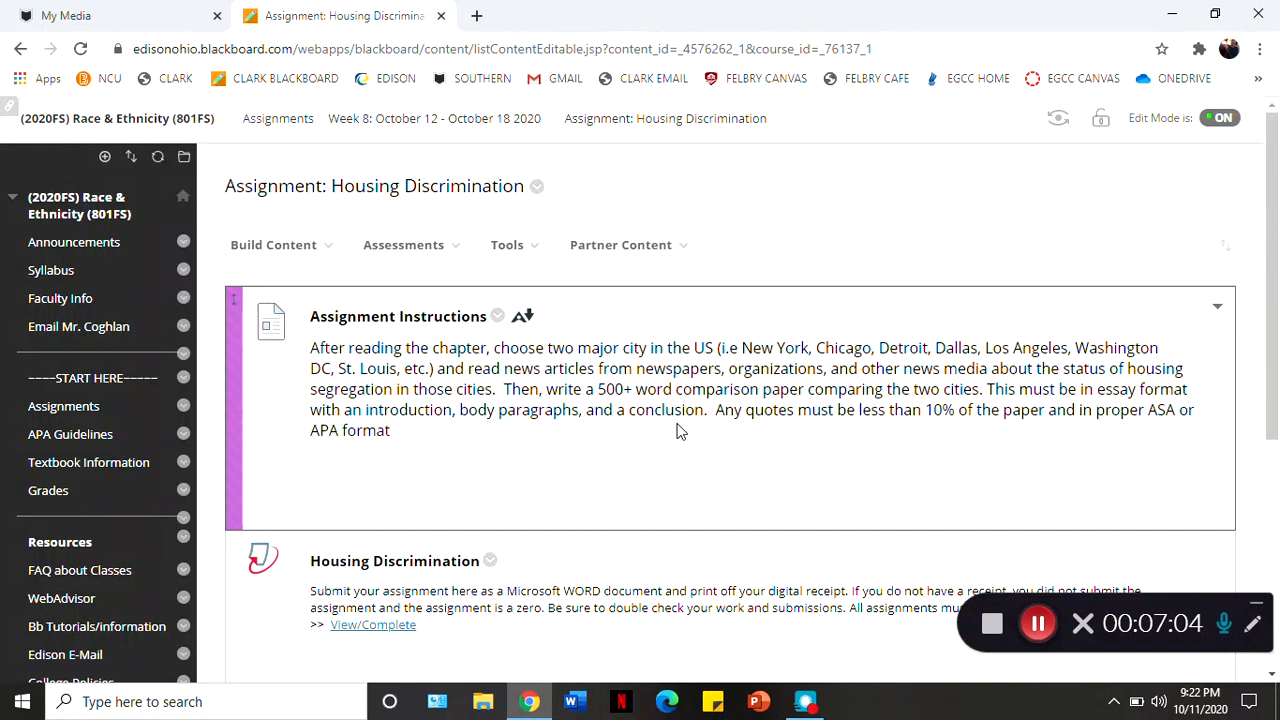 My Media
Assignment: Housing Discrimina
edisonohio.blackboard.com/webapps/blackboard/content/listContentEditable.jsp?content_id=_4576262_1&course_id=_76137_1
Apps NCU CLARK CLARK BLACKBOARD EDISON SOUTHERN GMAIL CLARK EMAIL FELBRY CANVAS FELBRY CAFE EGCC HOME EGCC CANVAS ONEDRIVE »
(2020FS) Race & Ethnicity (801FS) Assignments Week 8: October 12 - October 18 2020 Assignment: Housing Discrimination Edit Mode is: ON
(2020FS) Race &
Ethnicity (801FS)
Announcements
Syllabus
Faculty Info
Email Mr. Coghlan
----START HERE-----
Assignments
APA Guidelines
Textbook Information
Grades
Resources
FAQ about Classes
WebAdvisor
Bb Tutorials/information
Edison E-Mail
College Policies
Assignment: Housing Discrimination
Build Content Assessments Tools Partner Content
Assignment Instructions
After reading the chapter, choose two major city in the US (i.e New York, Chicago, Detroit, Dallas, Los Angeles, Washington
DC, St. Louis, etc.) and read news articles from newspapers, organizations, and other news media about the status of housing
segregation in those cities.  Then, write a 500+ word comparison paper comparing the two cities. This must be in essay format
with an introduction, body paragraphs, and a conclusion.  Any quotes must be less than 10% of the paper and in proper ASA or
APA format
Housing Discrimination
Submit your assignment here as a Microsoft WORD document and print off your digital receipt. If you do not have a receipt, you did not submit the
assignment and the assignment is a zero. Be sure to double check your work and submissions. All assignments mu
>> View/Complete
00:07:04
Type here to search
9:22 PM
10/11/2020